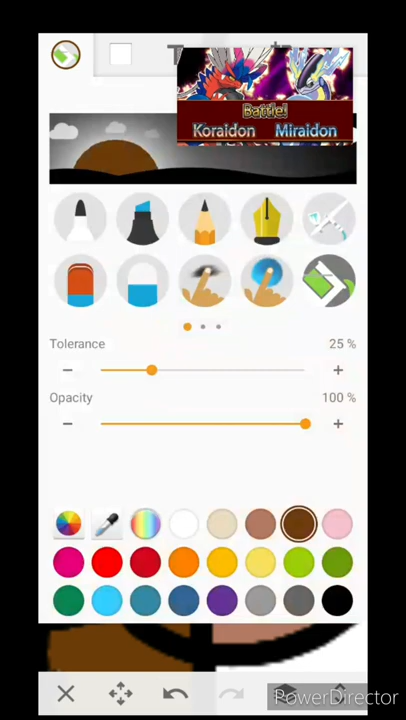 T
Battle!
Koraidon Miraidon
Tolerance 25 %
Opacity 100 %
PowerDirector